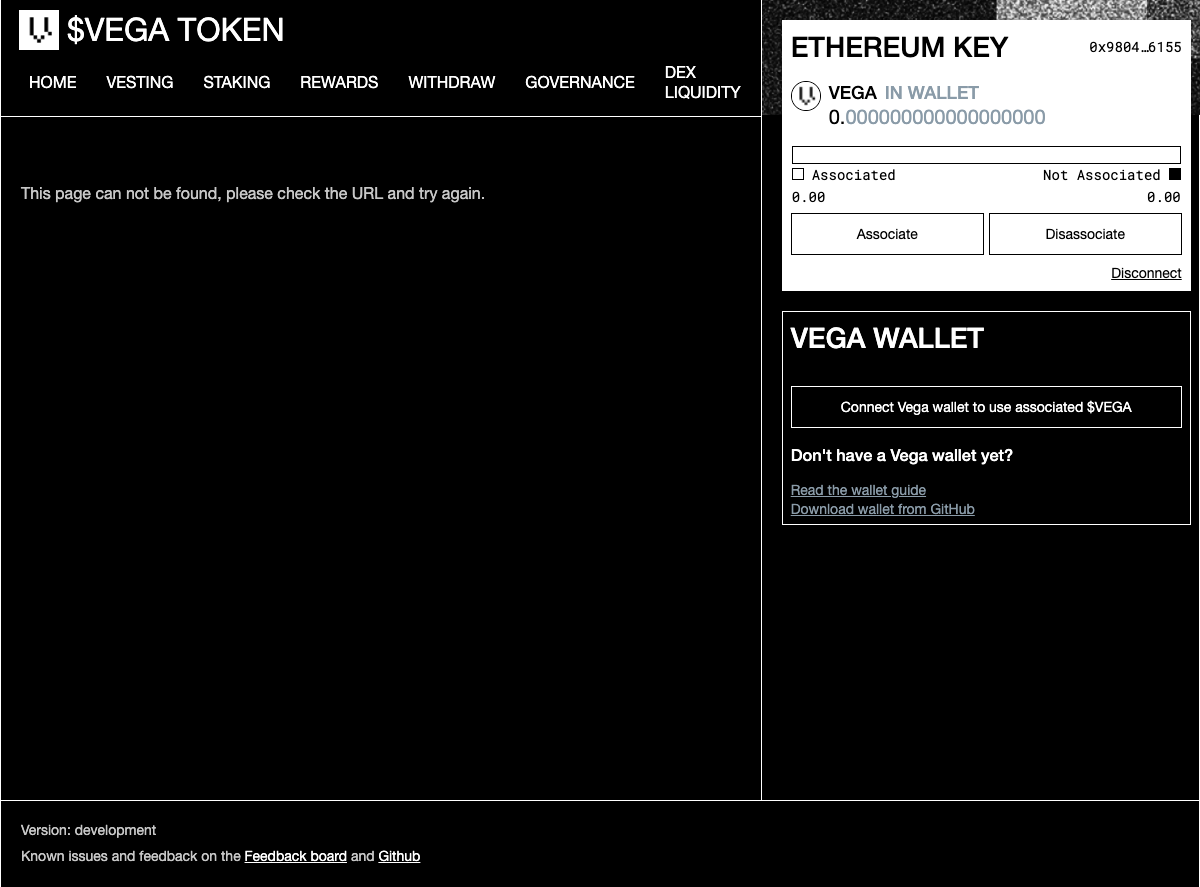 $VEGA TOKEN
HOME VESTING STAKING REWARDS WITHDRAW GOVERNANCE DEX LIQUIDITY
This page can not be found, please check the URL and try again.
ETHEREUM KEY 0x9804…6155
VEGA IN WALLET
0.000000000000000000
Associated Not Associated
0.00 0.00
Associate Disassociate
Disconnect
VEGA WALLET
Connect Vega wallet to use associated $VEGA
Don't have a Vega wallet yet?
Read the wallet guide
Download wallet from GitHub
Version: development
Known issues and feedback on the Feedback board and Github